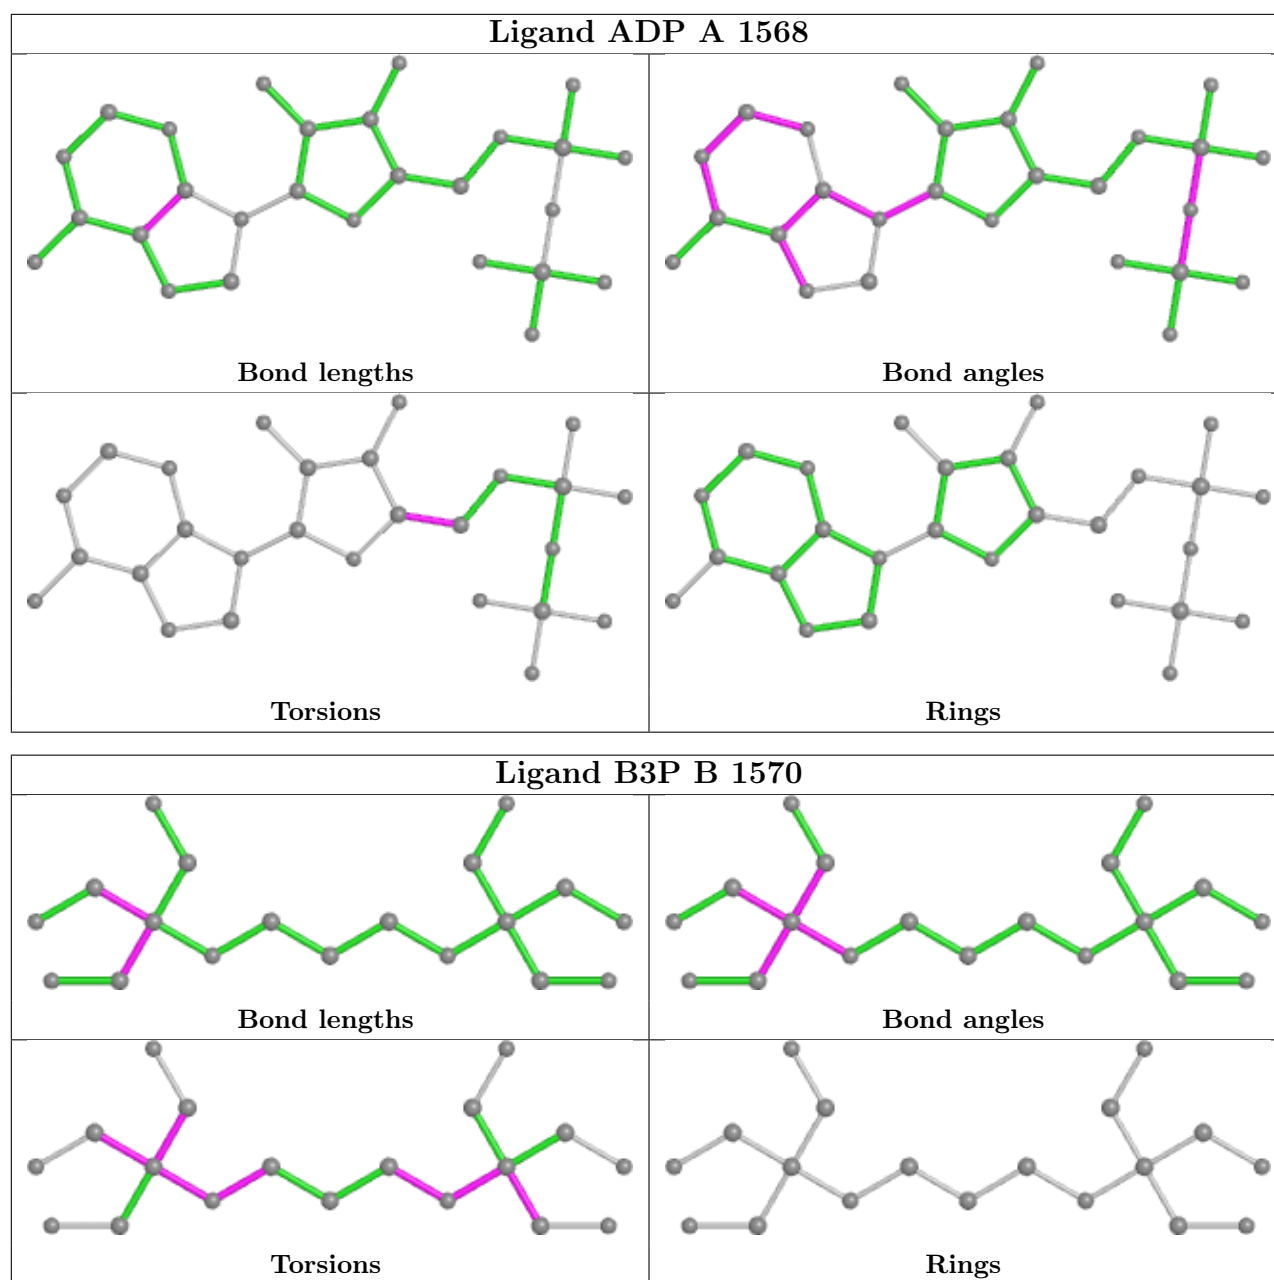 Ligand ADP A 1568
Bond lengths
Bond angles
Torsions
Rings
Ligand B3P B 1570
Bond lengths
Bond angles
Torsions
Rings